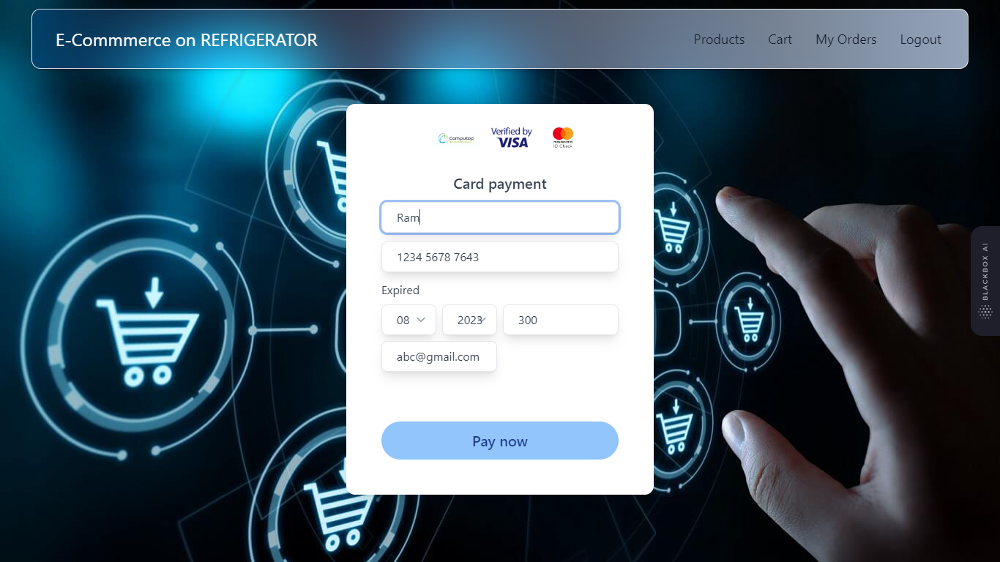 E-Commmerce on REFRIGERATOR
Products Cart My Orders Logout
Computop
Verified by
VISA
mastercard
ID Check
Card payment
Ram
1234 5678 7643
Expired
08 2023 300
abc@gmail.com
Pay now
BLACKBOX AI